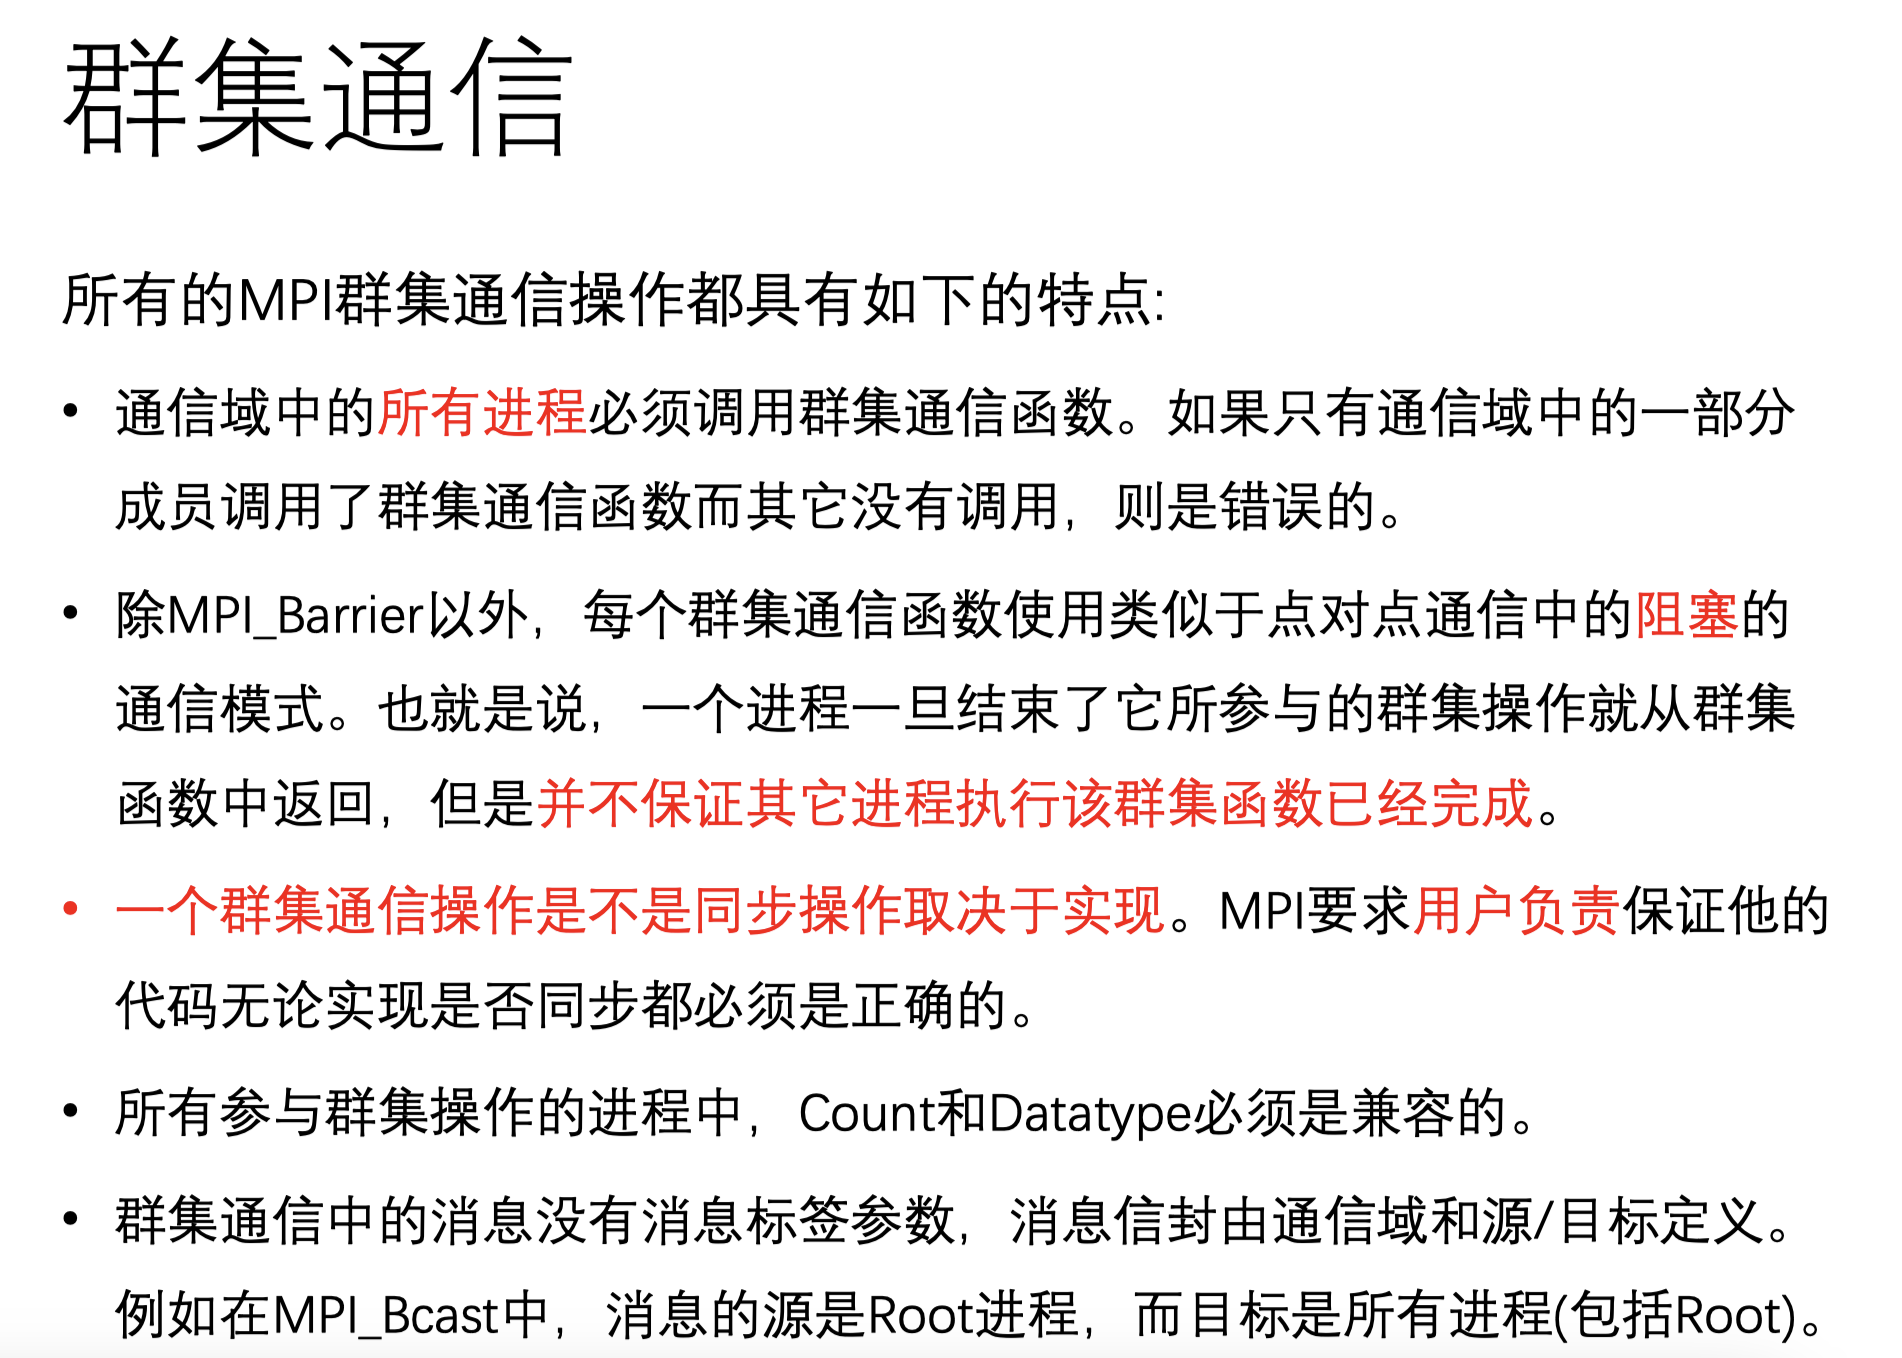 群集通信
所有的MPI群集通信操作都具有如下的特点:
• 通信域中的所有进程必须调用群集通信函数。如果只有通信域中的一部分
成员调用了群集通信函数而其它没有调用，则是错误的。
• 除MPI_Barrier以外，每个群集通信函数使用类似于点对点通信中的阻塞的
通信模式。也就是说，一个进程一旦结束了它所参与的群集操作就从群集
函数中返回，但是并不保证其它进程执行该群集函数已经完成。
• 一个群集通信操作是不是同步操作取决于实现。MPI要求用户负责保证他的
代码无论实现是否同步都必须是正确的。
• 所有参与群集操作的进程中，Count和Datatype必须是兼容的。
• 群集通信中的消息没有消息标签参数，消息信封由通信域和源/目标定义。
例如在MPI_Bcast中，消息的源是Root进程，而目标是所有进程(包括Root)。